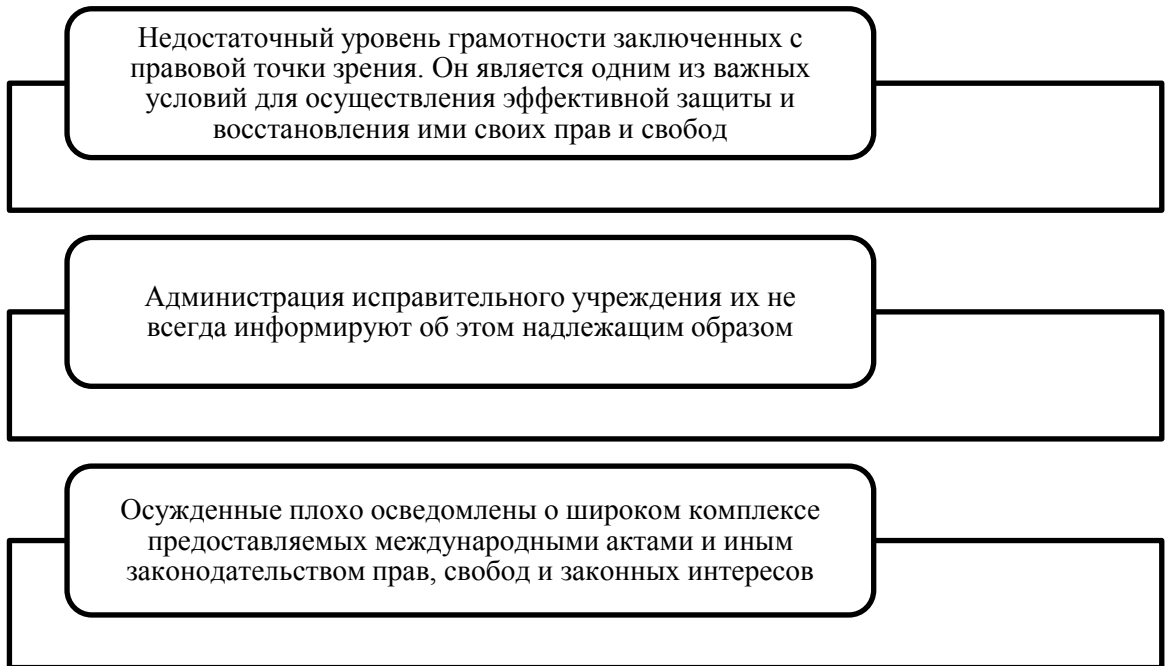 Недостаточный уровень грамотности заключенных с
правовой точки зрения. Он является одним из важных
условий для осуществления эффективной защиты и
восстановления ими своих прав и свобод
Администрация исправительного учреждения их не
всегда информируют об этом надлежащим образом
Осужденные плохо осведомлены о широком комплексе
предоставляемых международными актами и иным
законодательством прав, свобод и законных интересов